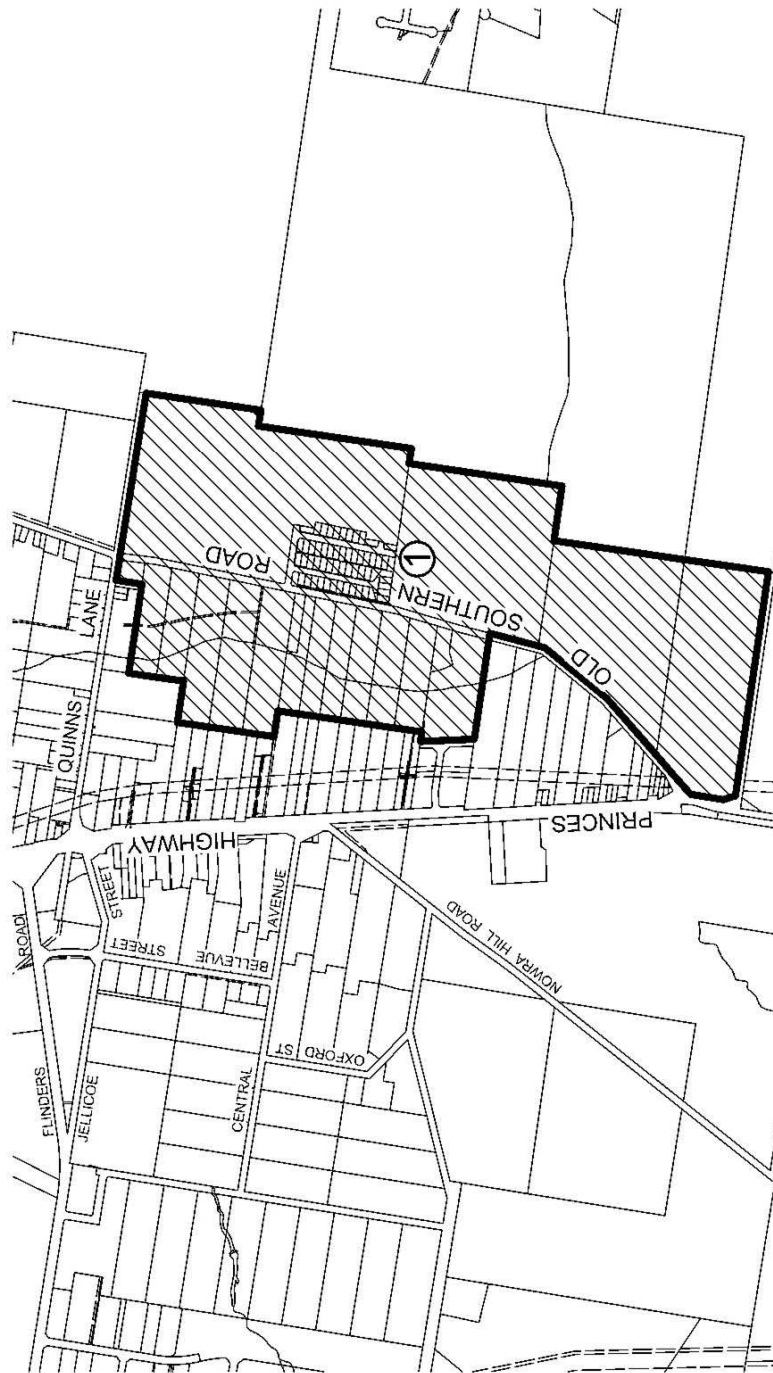 QUINNS
LANE
ROAD
SOUTHERN
OLD
1
PRINCES
HIGHWAY
STREET
ROAD
BELLEVUE
STREET
AVENUE
NOWRA HILL ROAD
OXFORD ST
FLINDERS
JELLICOE
CENTRAL